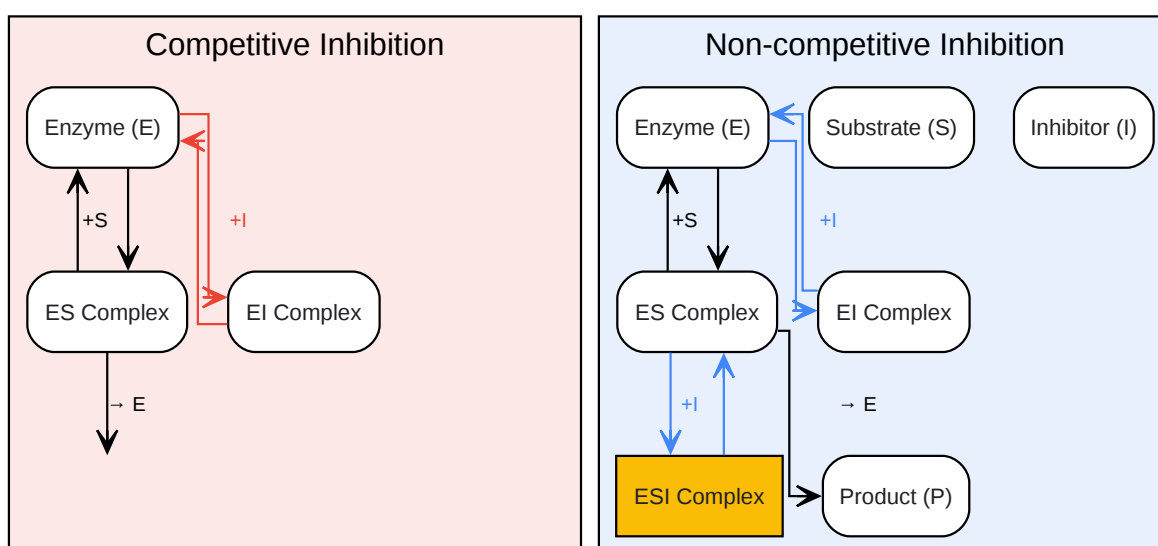 Competitive Inhibition
Enzyme (E)
+S
+I
ES Complex
EI Complex
→ E
Non-competitive Inhibition
Enzyme (E)
Substrate (S)
Inhibitor (I)
+S
+I
ES Complex
EI Complex
+I
→ E
ESI Complex
Product (P)